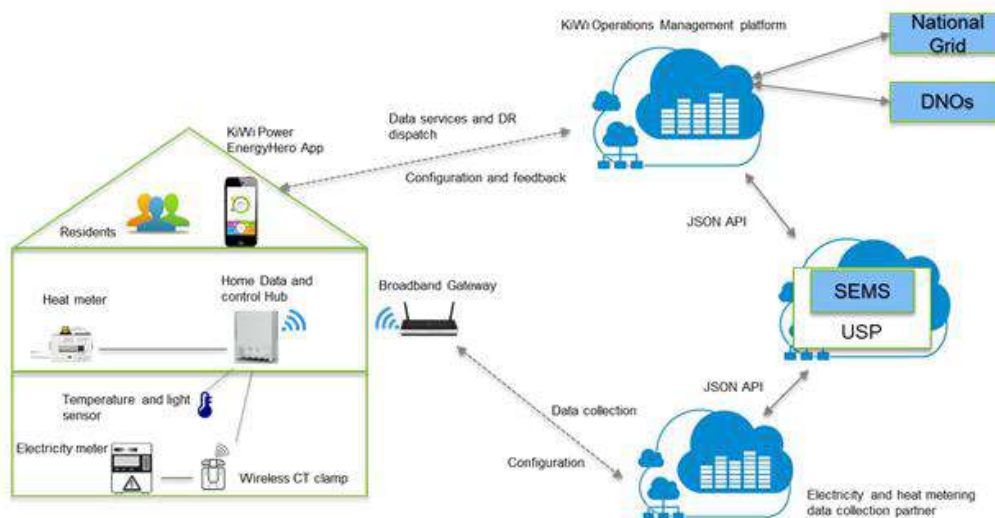 KiWi Operations Management platform
National
Grid
DNOs
Data services and DR
dispatch
KiWi Power
EnergyHero App
Configuration and feedback
Residents
JSON API
Home Data and
control Hub
Heat meter
Broadband Gateway
SEMS
USP
JSON API
Temperature and light
sensor
Data collection
Electricity meter
Configuration
Wireless CT clamp
Electricity and heat metering
data collection partner